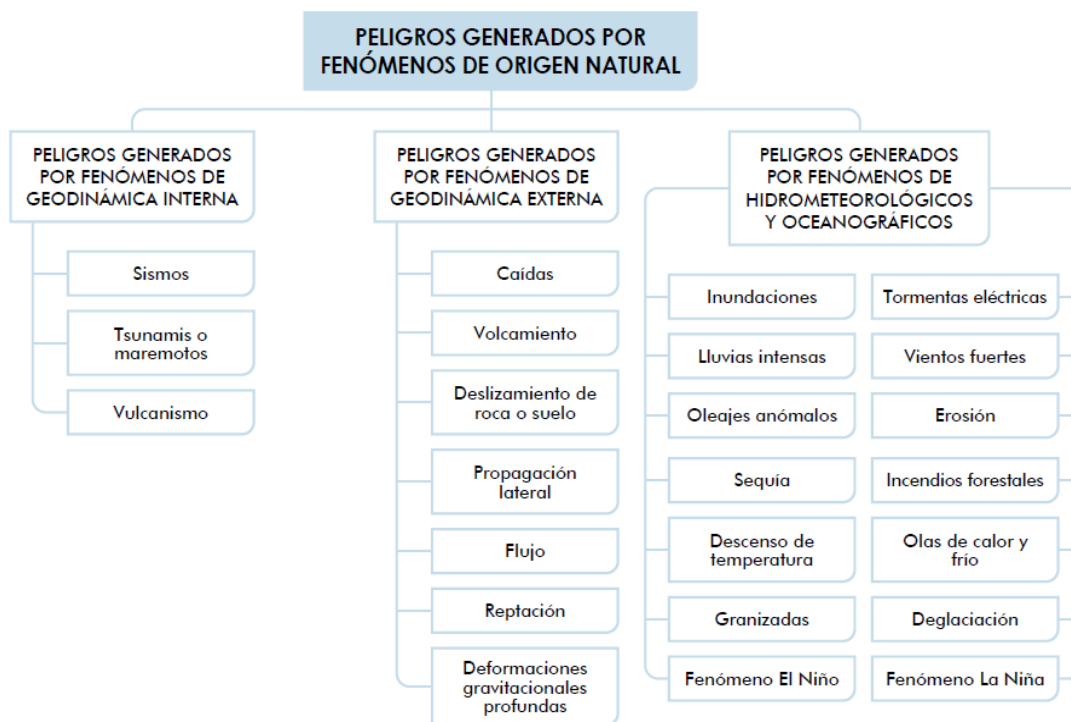 PELIGROS GENERADOS POR
FENÓMENOS DE ORIGEN NATURAL
PELIGROS GENERADOS
POR FENÓMENOS DE
GEODINÁMICA INTERNA
Sismos
Tsunamis o
maremotos
Vulcanismo
PELIGROS GENERADOS
POR FENÓMENOS DE
GEODINÁMICA EXTERNA
Caídas
Volcamiento
Deslizamiento de
roca o suelo
Propagación
lateral
Flujo
Reptación
Deformaciones
gravitacionales
profundas
PELIGROS GENERADOS
POR FENÓMENOS DE
HIDROMETEOROLÓGICOS
Y OCEANOGRÁFICOS
Inundaciones
Lluvias intensas
Oleajes anómalos
Sequía
Descenso de
temperatura
Granizadas
Fenómeno El Niño
Tormentas eléctricas
Vientos fuertes
Erosión
Incendios forestales
Olas de calor y
frío
Deglaciación
Fenómeno La Niña